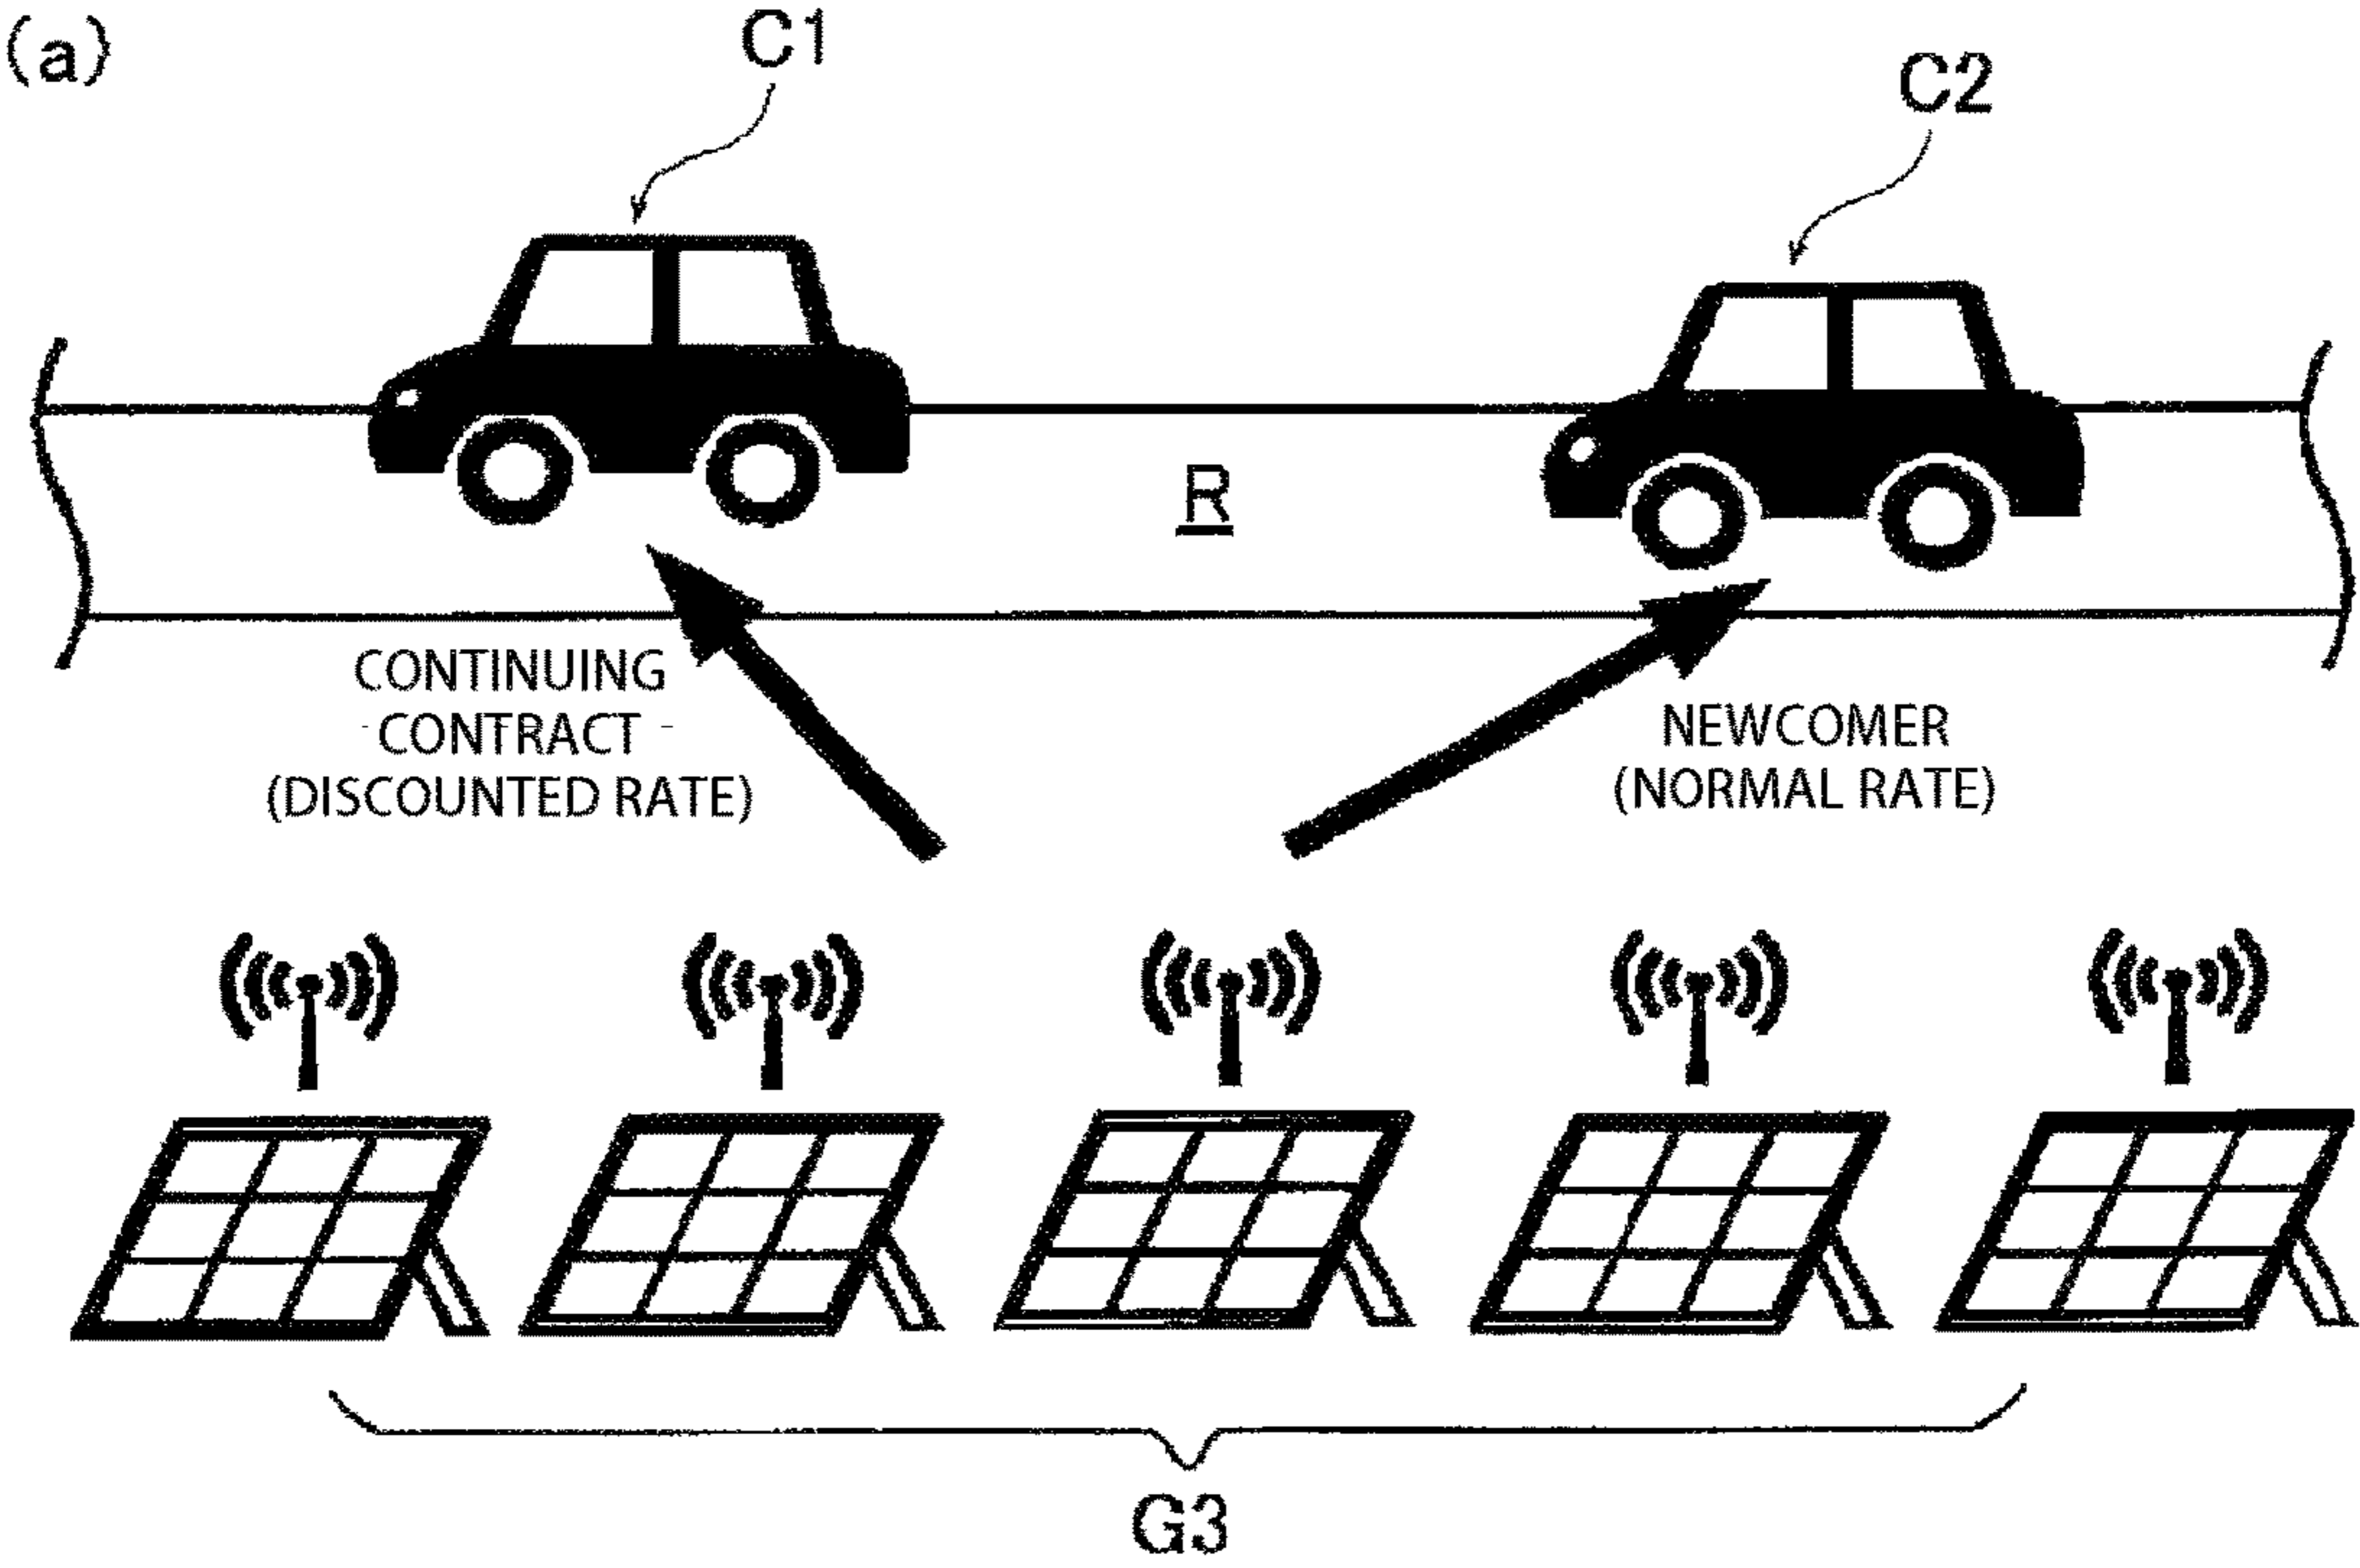 (a)
C1
C2
R
CONTINUING
CONTRACT
(DISCOUNTED RATE)
NEWCOMER
(NORMAL RATE)
G3